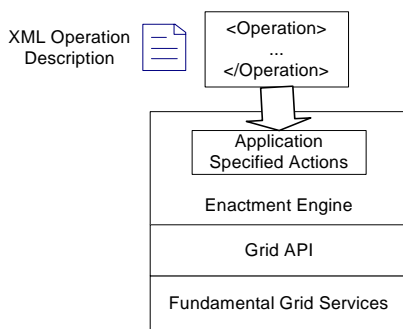 XML Operation
Description
<Operation>
...
</Operation>
Application
Specified Actions
Enactment Engine
Grid API
Fundamental Grid Services